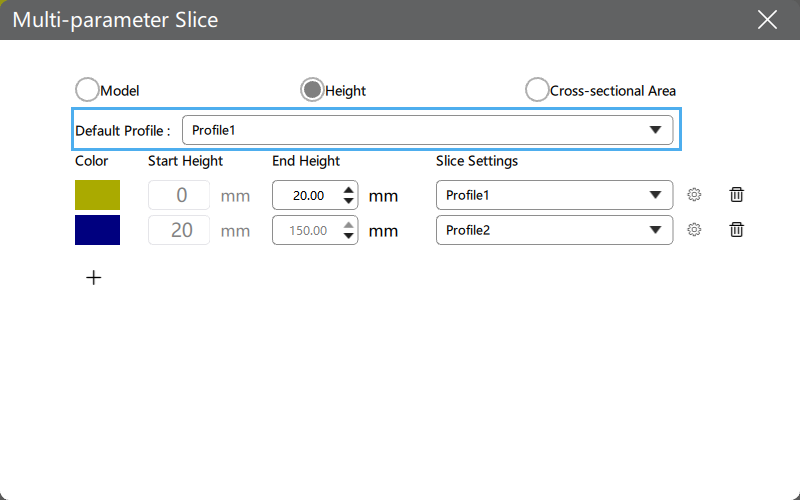 Multi-parameter Slice
Model Height Cross-sectional Area
Default Profile : Profile1
Color Start Height End Height Slice Settings
0 mm 20.00 mm Profile1
20 mm 150.00 mm Profile2